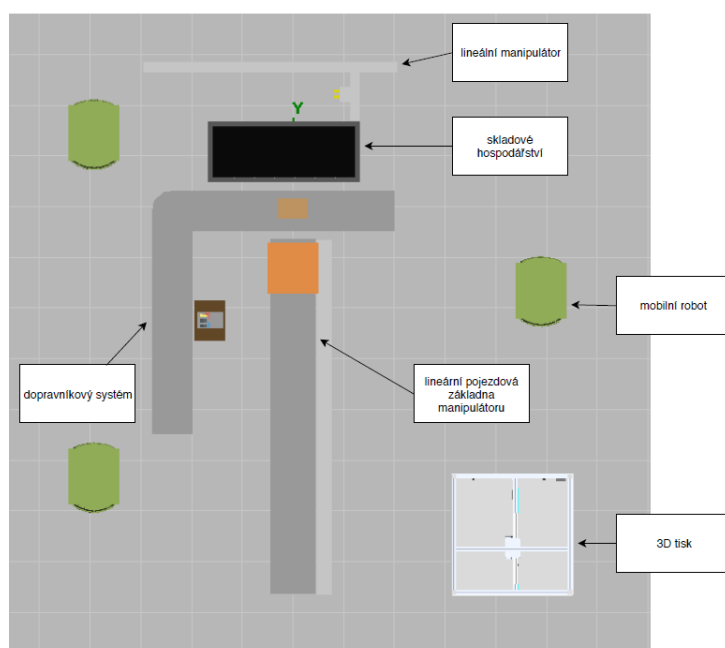 lineální manipulátor
Y
skladové
hospodářství
mobilní robot
dopravníkový systém
lineární pojezdová
základna
manipulátoru
3D tisk